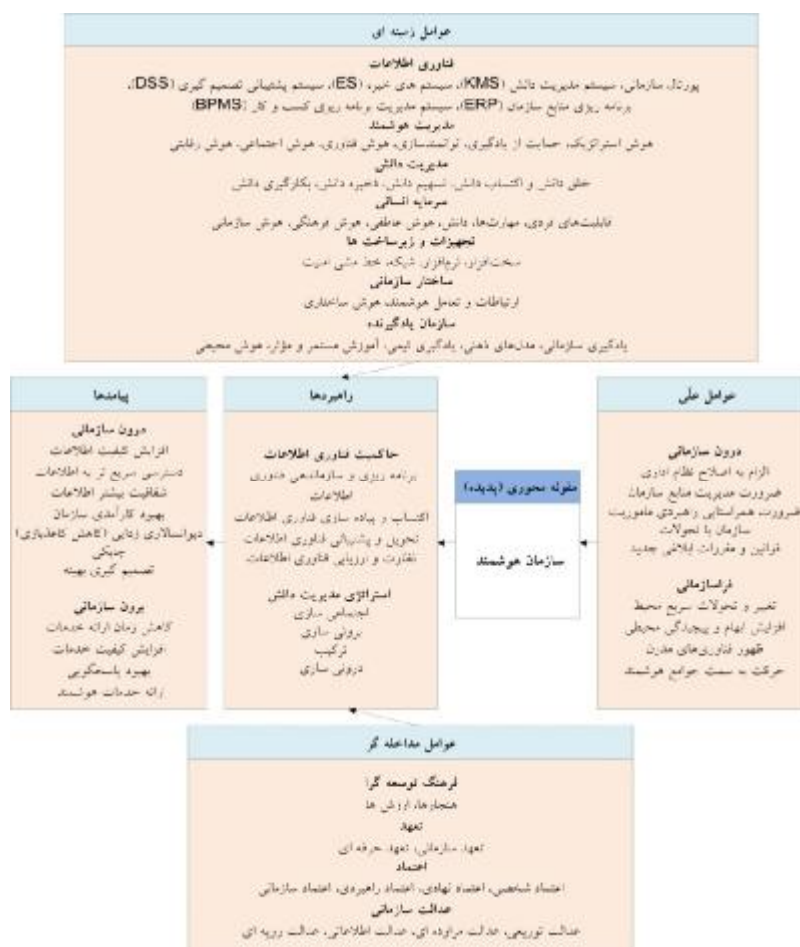 عوامل زمینه ای
فناوری اطلاعات
پورتال سازمانی، سیستم مدیریت دانش (KMS)، سیستم های خبره (ES)، سیستم پشتیبانی تصمیم گیری (DSS)،
برنامه ریزی منابع سازمان (ERP)، سیستم مدیریت برنامه ریزی کسب و کار (BPMS)
مدیریت هوشمند
هوش استراتژیک، حمایت از یادگیری، توانمندسازی، هوش فناوری، هوش اجتماعی، هوش رقابتی
مدیریت دانش
خلق دانش و اکتساب دانش، تسهیم دانش، ذخیره دانش، بکارگیری دانش
سرمایه انسانی
قابلیت‌های فردی، مهارت‌ها، دانش، هوش عاطفی، هوش فرهنگی، هوش سازمانی
تجهیزات و زیرساخت ها
سخت‌افزار، نرم‌افزار، شبکه، خط مشی امنیت
ساختار سازمانی
ارتباطات و تعامل هوشمند، هوش ساختاری
سازمان یادگیرنده
یادگیری سازمانی، مدل‌های ذهنی، یادگیری تیمی، آموزش مستمر و مؤثر، هوش محیطی
عوامل علّی
درون سازمانی
الزام به اصلاح نظام اداری
ضرورت مدیریت منابع سازمان
ضرورت همراستایی راهبردی ماموریت
سازمان با تحولات
قوانین و مقررات ابلاغی جدید
فراسازمانی
تغییر و تحولات سریع محیط
افزایش ابهام و پیچیدگی محیطی
ظهور فناوری‌های مدرن
حرکت به سمت جوامع هوشمند
مقوله محوری (پدیده)
سازمان هوشمند
راهبردها
حاکمیت فناوری اطلاعات
برنامه ریزی و سازماندهی فناوری
اطلاعات
اکتساب و پیاده سازی فناوری اطلاعات
تحویل و پشتیبانی فناوری اطلاعات
نظارت و ارزیابی فناوری اطلاعات
استراتژی مدیریت دانش
اجتماعی سازی
برونی سازی
ترکیب
درونی سازی
پیامدها
درون سازمانی
افزایش کیفیت اطلاعات
دسترسی سریع تر به اطلاعات
شفافیت بیشتر اطلاعات
بهبود کارآمدی سازمان
دیوانسالاری زدایی (کاهش کاغذبازی)
چابکی
تصمیم گیری بهینه
برون سازمانی
کاهش زمان ارائه خدمات
افزایش کیفیت خدمات
بهبود پاسخگویی
ارائه خدمات هوشمند
عوامل مداخله گر
فرهنگ توسعه گرا
هنجارها، ارزش ها
تعهد
تعهد سازمانی، تعهد حرفه ای
اعتماد
اعتماد شخصی، اعتماد نهادی، اعتماد راهبردی، اعتماد سازمانی
عدالت سازمانی
عدالت توزیعی، عدالت مراوده ای، عدالت اطلاعاتی، عدالت رویه ای